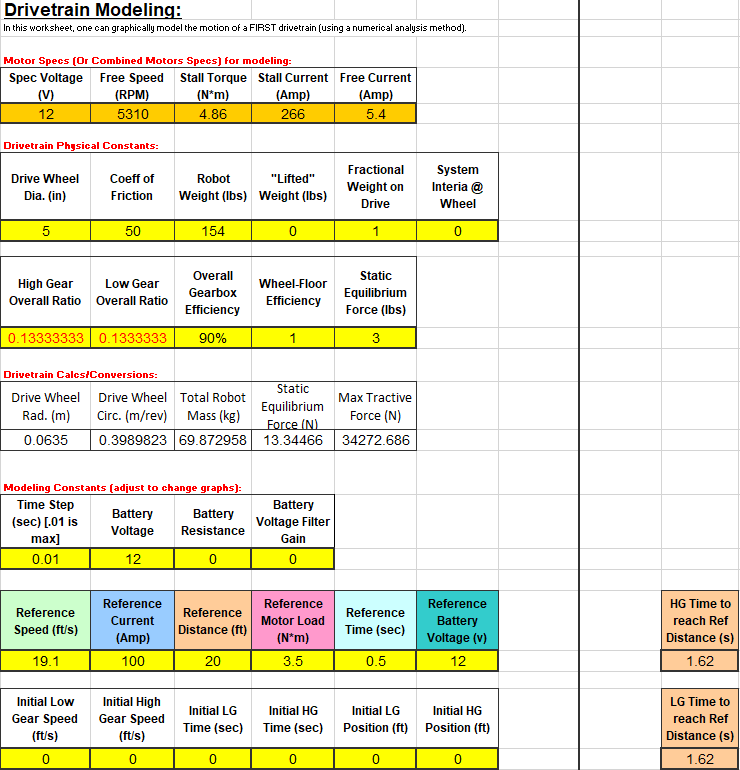 Drivetrain Modeling:
In this worksheet, one can graphically model the motion of a FIRST drivetrain (using a numerical analysis method).
Motor Specs (Or Combined Motors Specs) for modeling:
Spec Voltage (V) Free Speed (RPM) Stall Torque (N*m) Stall Current (Amp) Free Current (Amp)
12 5310 4.86 266 5.4
Drivetrain Physical Constants:
Drive Wheel Dia. (in) Coeff of Friction Robot Weight (lbs) "Lifted" Weight (lbs) Fractional Weight on Drive System Interia @ Wheel
5 50 154 0 1 0
High Gear Overall Ratio Low Gear Overall Ratio Overall Gearbox Efficiency Wheel-Floor Efficiency Static Equilibrium Force (lbs)
0.13333333 0.1333333 90% 1 3
Drivetrain Calcs/Conversions:
Drive Wheel Rad. (m) Drive Wheel Circ. (m/rev) Total Robot Mass (kg) Static Equilibrium Force (N) Max Tractive Force (N)
0.0635 0.3989823 69.872958 13.34466 34272.686
Modeling Constants (adjust to change graphs):
Time Step (sec) [.01 is max] Battery Voltage Battery Resistance Battery Voltage Filter Gain
0.01 12 0 0
Reference Speed (ft/s) Reference Current (Amp) Reference Distance (ft) Reference Motor Load (N*m) Reference Time (sec) Reference Battery Voltage (v) HG Time to reach Ref Distance (s)
19.1 100 20 3.5 0.5 12 1.62
Initial Low Gear Speed (ft/s) Initial High Gear Speed (ft/s) Initial LG Time (sec) Initial HG Time (sec) Initial LG Position (ft) Initial HG Position (ft) LG Time to reach Ref Distance (s)
0 0 0 0 0 0 1.62